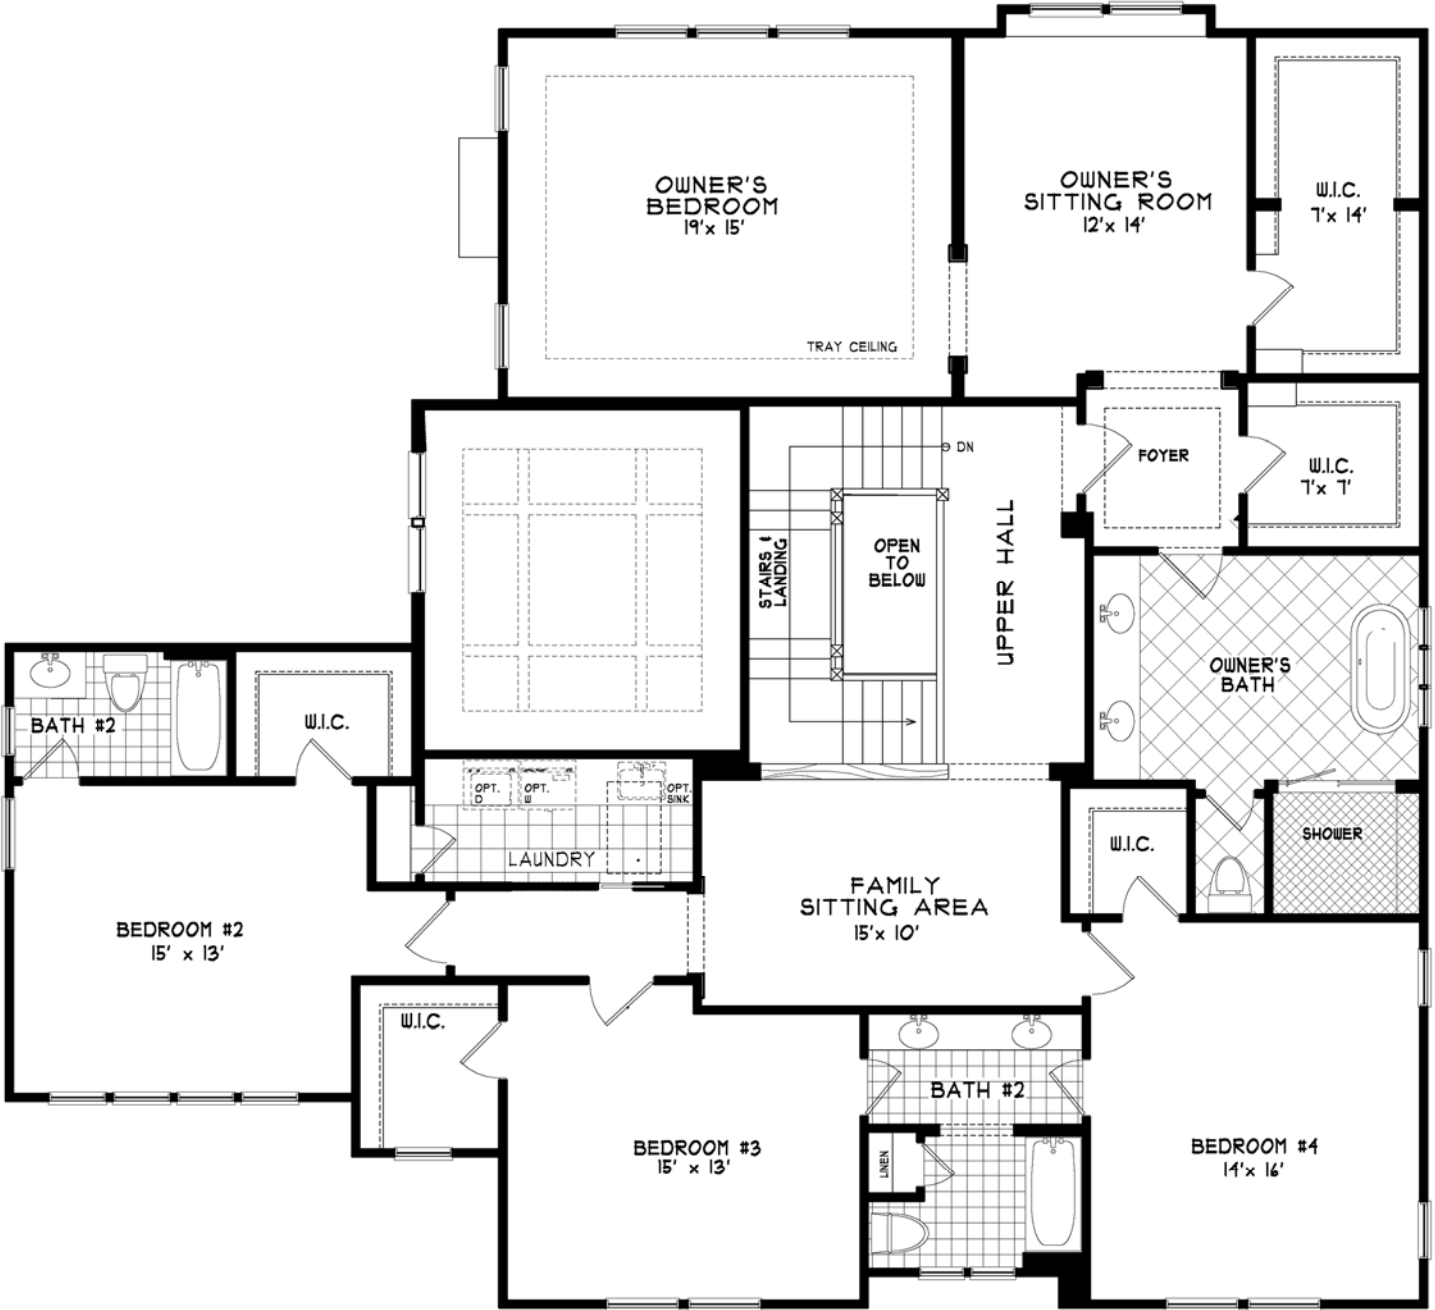 OWNER'S
BEDROOM
19'x 15'
TRAY CEILING
OWNER'S
SITTING ROOM
12'x 14'
W.I.C.
7'x 14'
DN
FOYER
W.I.C.
7'x 7'
STAIRS &
LANDING
OPEN
TO
BELOW
UPPER HALL
OWNER'S
BATH
BATH #2
W.I.C.
OPT.
D
OPT.
W
OPT.
SINK
LAUNDRY
W.I.C.
SHOWER
FAMILY
SITTING AREA
15'x 10'
BEDROOM #2
15' x 13'
W.I.C.
BATH #2
LINEN
BEDROOM #3
15' x 13'
BEDROOM #4
14'x 16'